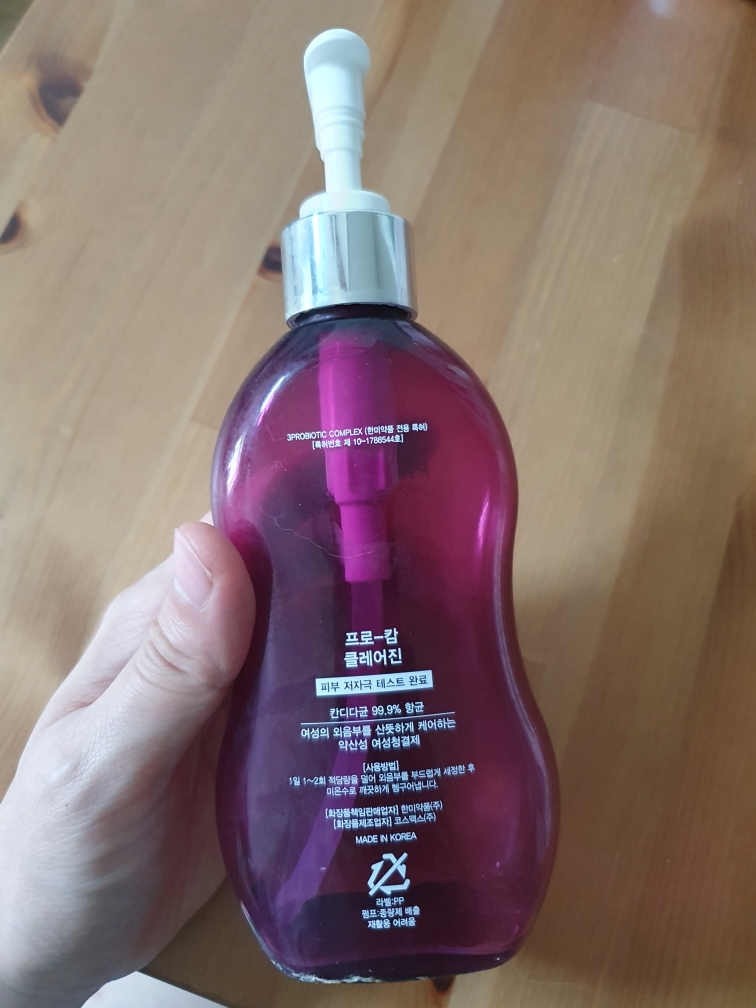 3PROBIOTIC COMPLEX (한미약품 전용 특허)
[특허번호 제 10-1788544호]
프로-캄
클레어진
피부 저자극 테스트 완료
칸디다균 99.9% 항균
여성의 외음부를 산뜻하게 케어하는
약산성 여성청결제
[사용방법]
1일 1~2회 적당량을 덜어 외음부를 부드럽게 세정한 후
미온수로 깨끗하게 헹구어냅니다.
[화장품책임판매업자] 한미약품(주)
[화장품제조업자] 코스맥스(주)
MADE IN KOREA
라벨:PP
펌프:종량제 배출
재활용 어려움